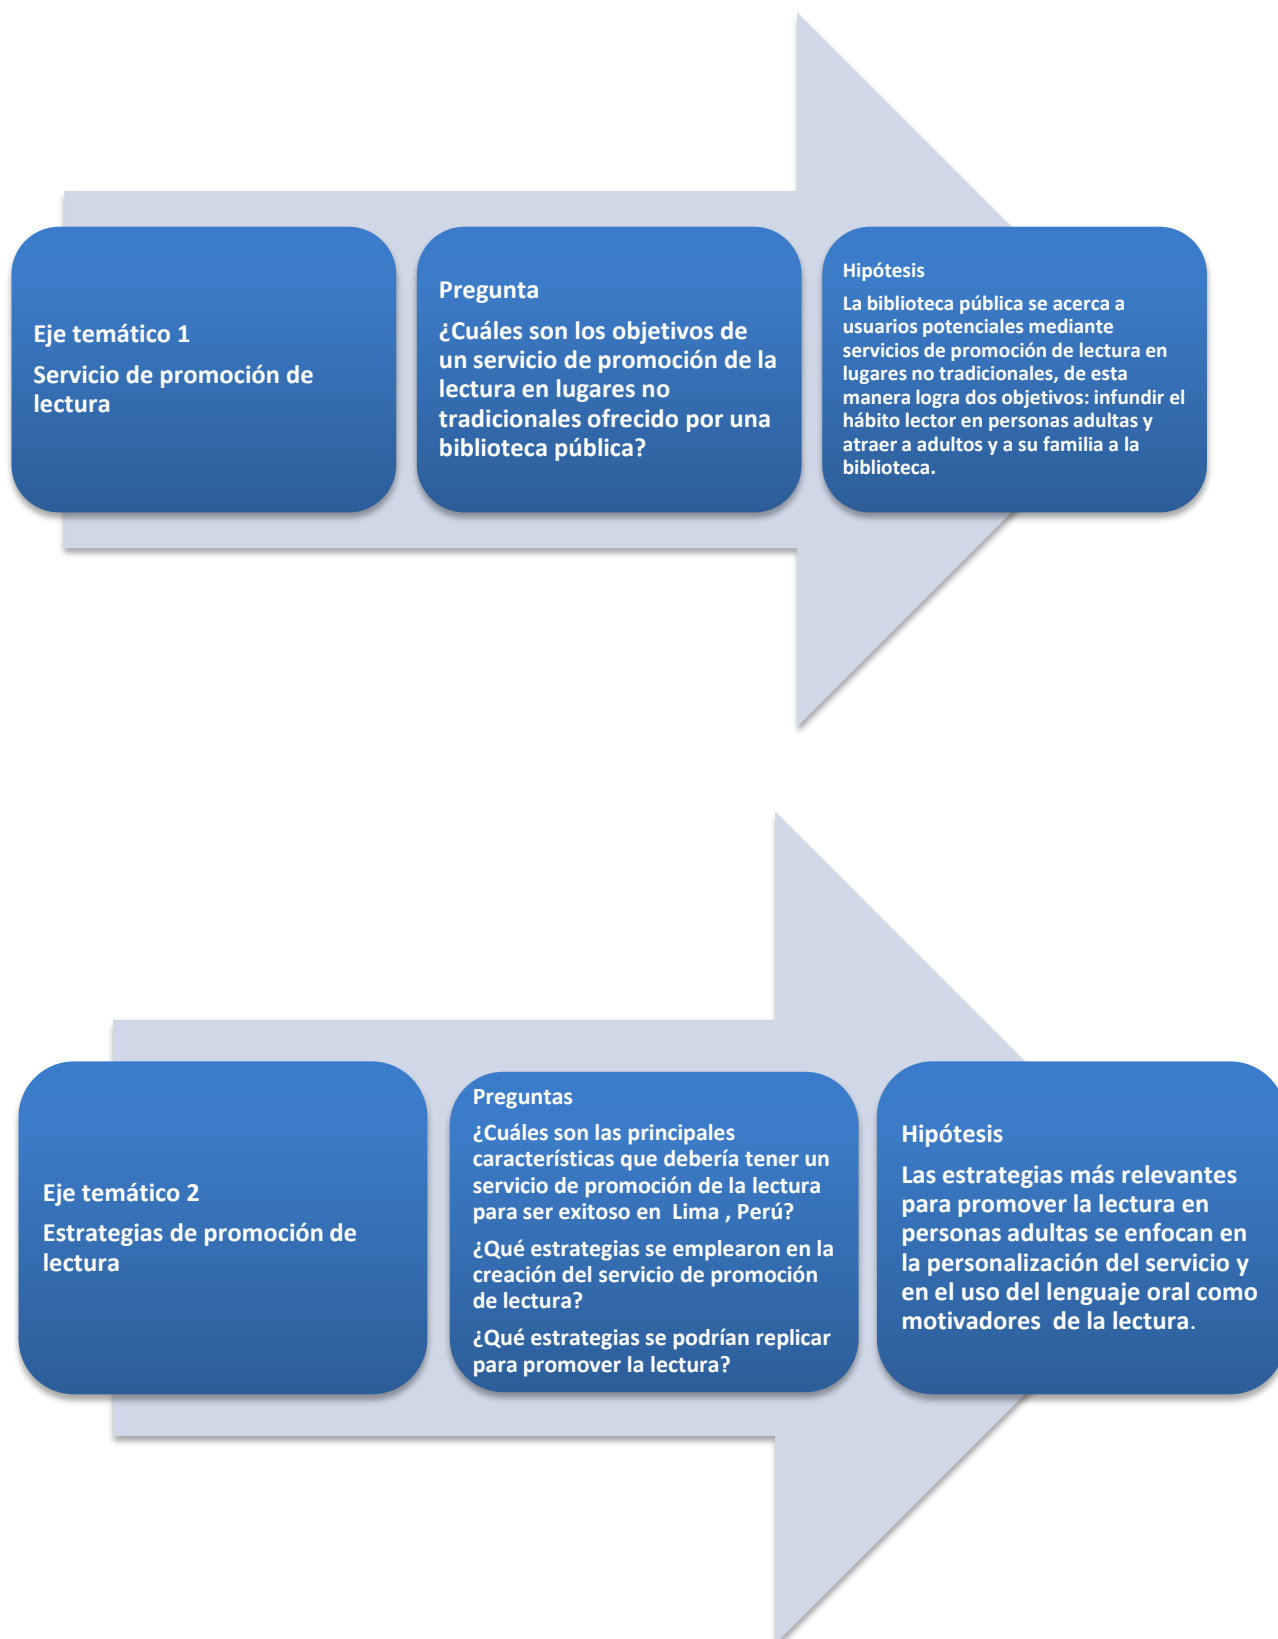 Eje temático 1
Servicio de promoción de
lectura
Pregunta
¿Cuáles son los objetivos de
un servicio de promoción de la
lectura en lugares no
tradicionales ofrecido por una
biblioteca pública?
Hipótesis
La biblioteca pública se acerca a
usuarios potenciales mediante
servicios de promoción de lectura en
lugares no tradicionales, de esta
manera logra dos objetivos: infundir el
hábito lector en personas adultas y
atraer a adultos y a su familia a la
biblioteca.
Eje temático 2
Estrategias de promoción de
lectura
Preguntas
¿Cuáles son las principales
características que debería tener un
servicio de promoción de la lectura
para ser exitoso en  Lima , Perú?
¿Qué estrategias se emplearon en la
creación del servicio de promoción
de lectura?
¿Qué estrategias se podrían replicar
para promover la lectura?
Hipótesis
Las estrategias más relevantes
para promover la lectura en
personas adultas se enfocan en
la personalización del servicio y
en el uso del lenguaje oral como
motivadores  de la lectura.